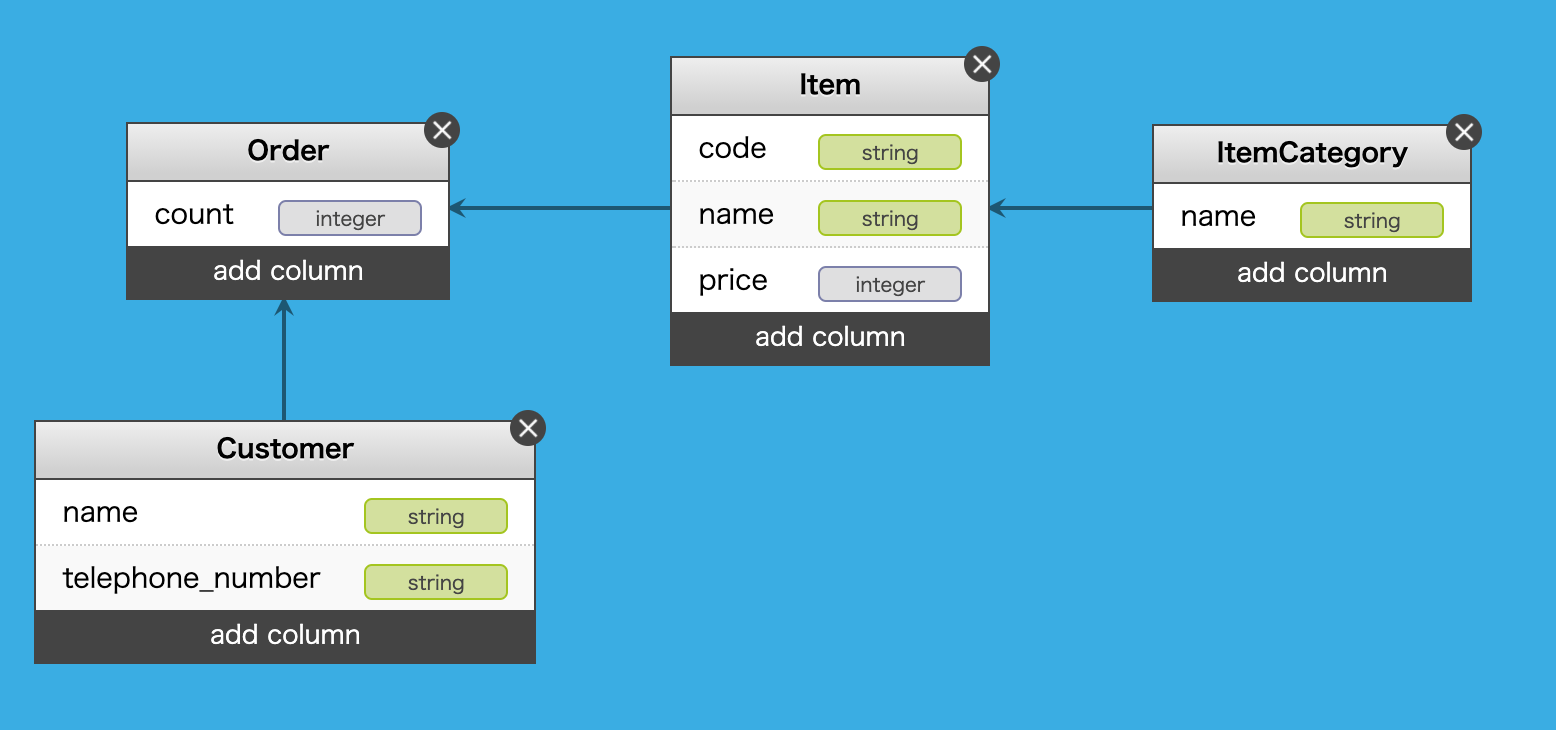 Order
count integer
add column
Item
code string
name string
price integer
add column
ItemCategory
name string
add column
Customer
name string
telephone_number string
add column